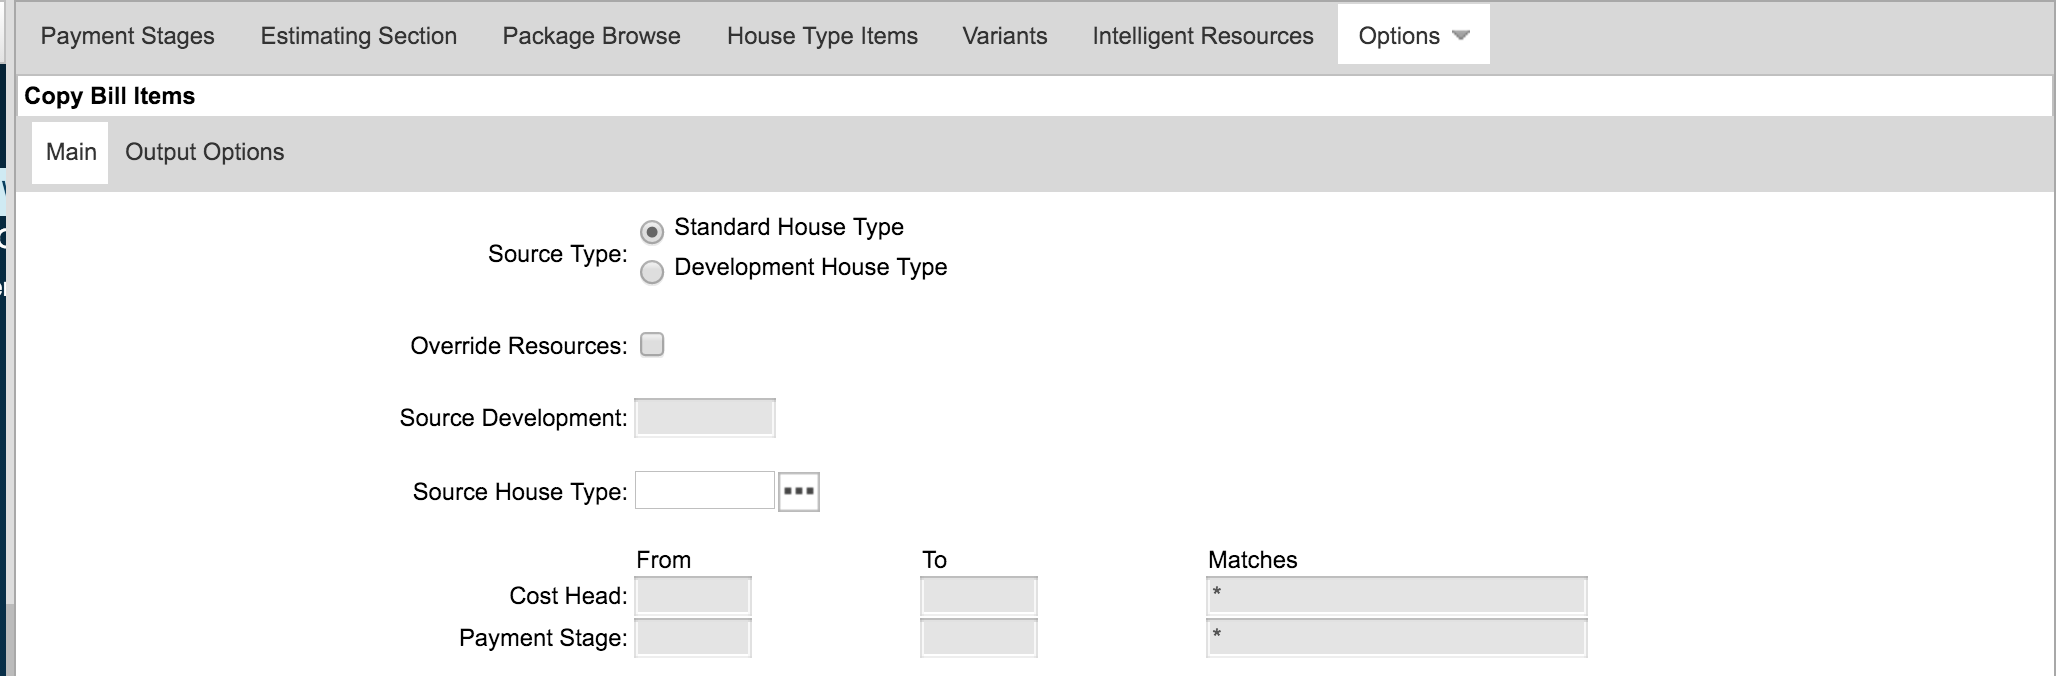 Payment Stages Estimating Section Package Browse House Type Items Variants Intelligent Resources Options
Copy Bill Items
Main Output Options
Source Type:
Standard House Type
Development House Type
Override Resources:
Source Development:
Source House Type:
From To Matches
Cost Head: *
Payment Stage: *